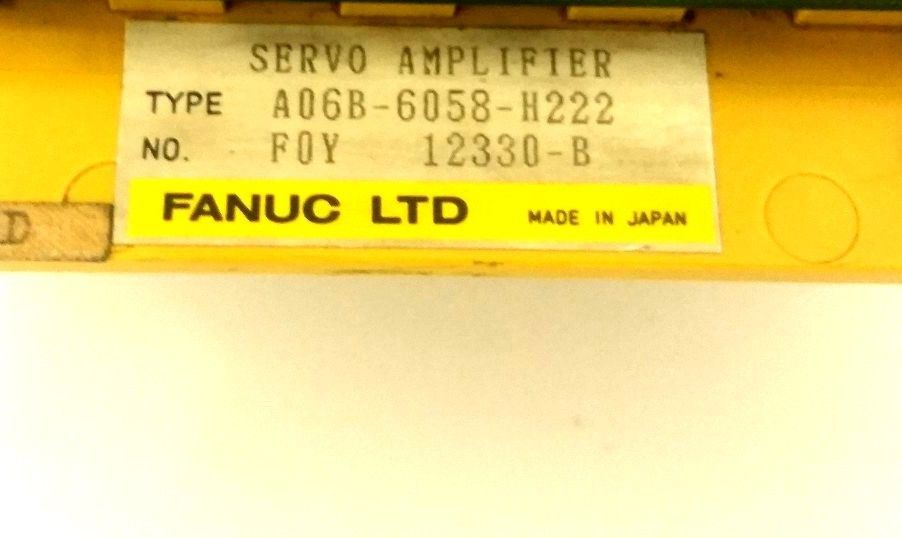 SERVO AMPLIFIER
TYPE A06B-6058-H222
NO. F0Y 12330-B
FANUC LTD MADE IN JAPAN
D